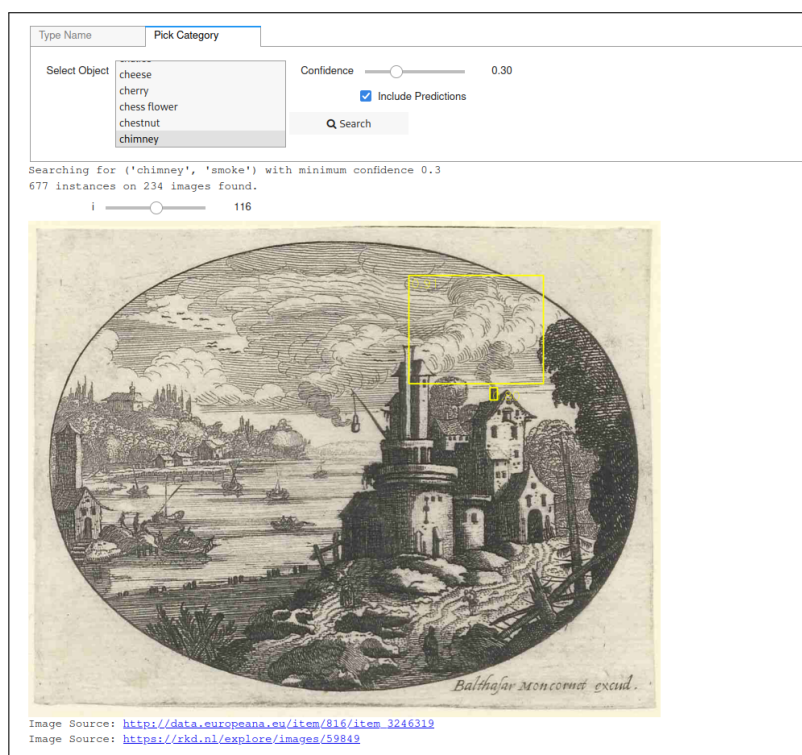 Type Name
Pick Category
Select Object
cheese
cherry
chess flower
chestnut
chimney
Confidence
0.30
Include Predictions
Search
Searching for ('chimney', 'smoke') with minimum confidence 0.3
677 instances on 234 images found.
i
116
Balthaſar Moncornet excud.
Image Source: http://data.europeana.eu/item/816/item_3246319
Image Source: https://rkd.nl/explore/images/59849